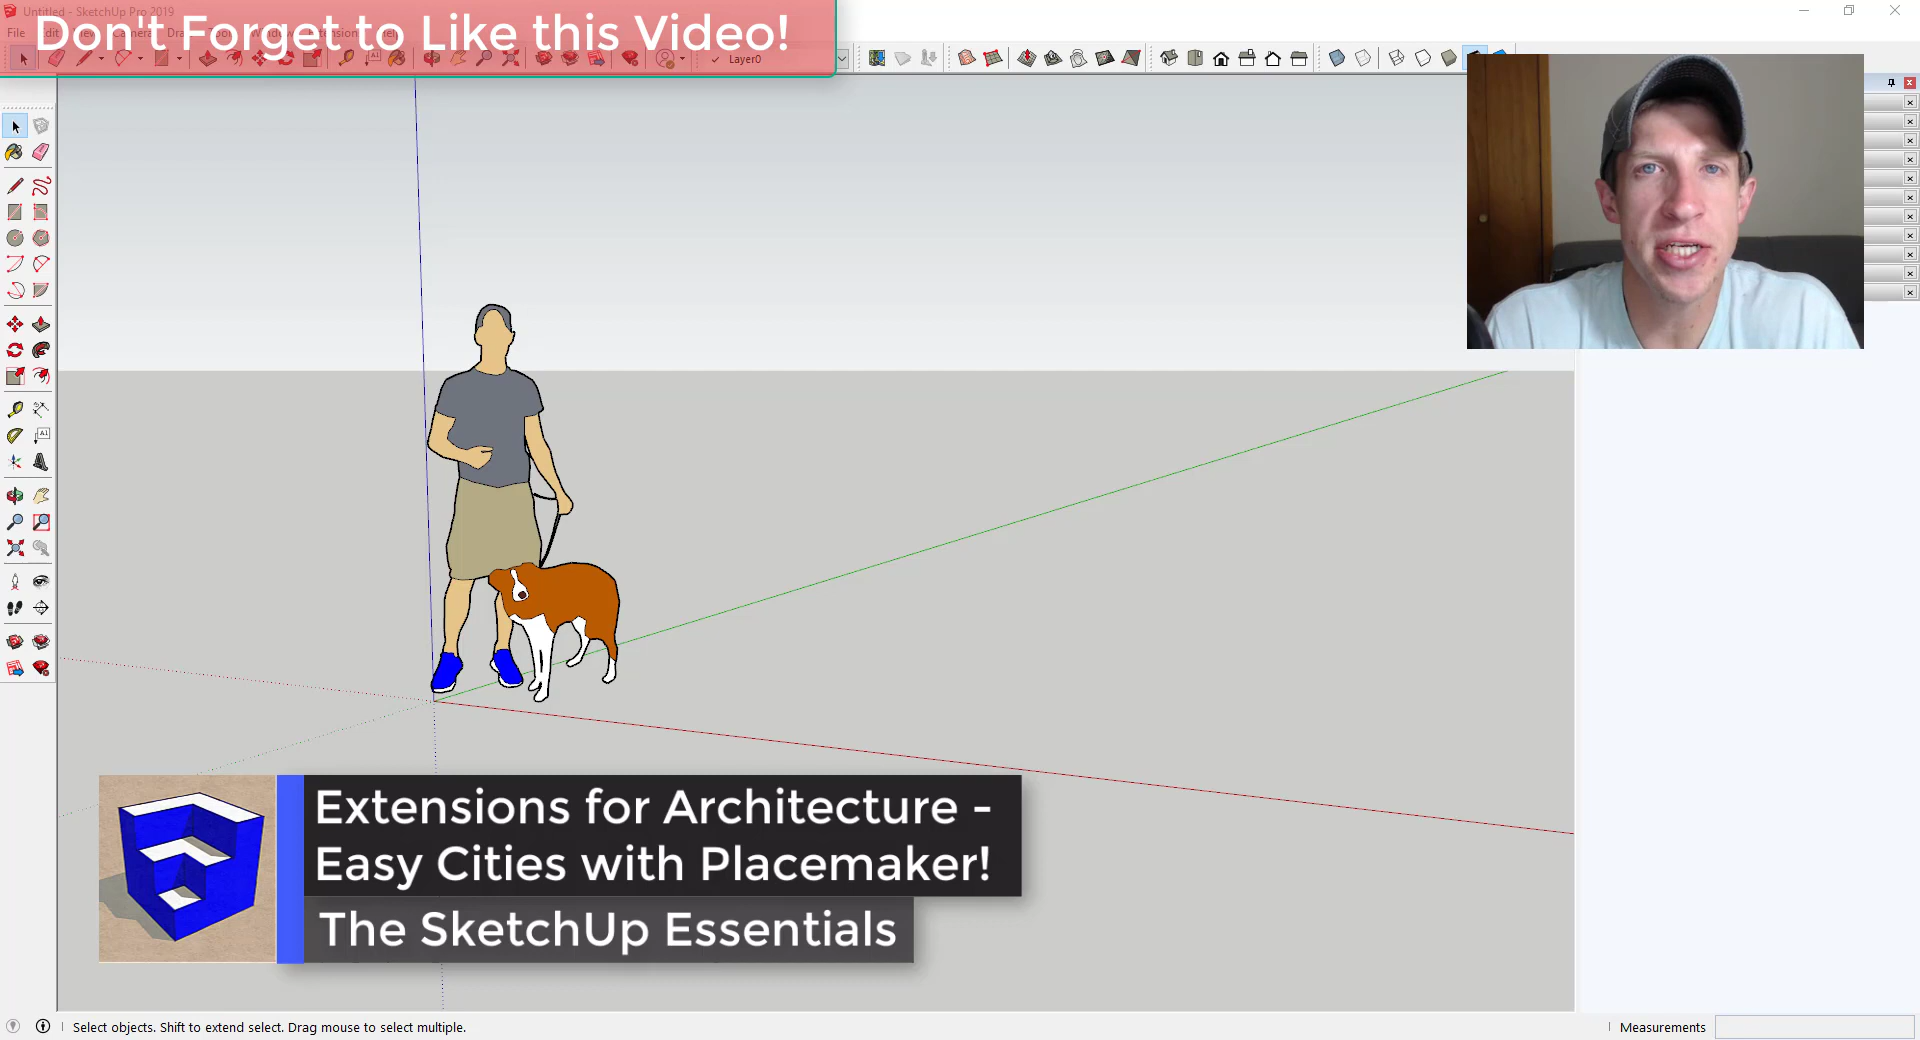 Untitled - SketchUp Pro 2019
Don't Forget to Like this Video!
File
Layer0
A1
Extensions for Architecture -
Easy Cities with Placemaker!
The SketchUp Essentials
Select objects. Shift to extend select. Drag mouse to select multiple.
Measurements